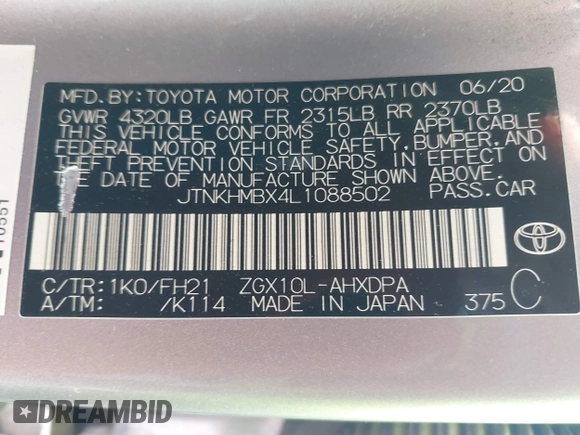 MFD. BY: TOYOTA MOTOR CORPORATION 06/20
GVWR 4320LB GAWR FR 2315LB RR 2370LB
THIS VEHICLE CONFORMS TO ALL APPLICABLE
FEDERAL MOTOR VEHICLE SAFETY, BUMPER, AND
THEFT PREVENTION STANDARDS IN EFFECT ON
THE DATE OF MANUFACTURE SHOWN ABOVE.
JTNKHMBX4L1088502 PASS. CAR
TOYOTA
C/TR: 1K0/FH21 ZGX10L-AHXDPA
A/TM: /K114 MADE IN JAPAN 375 C
10551
DREAMBID